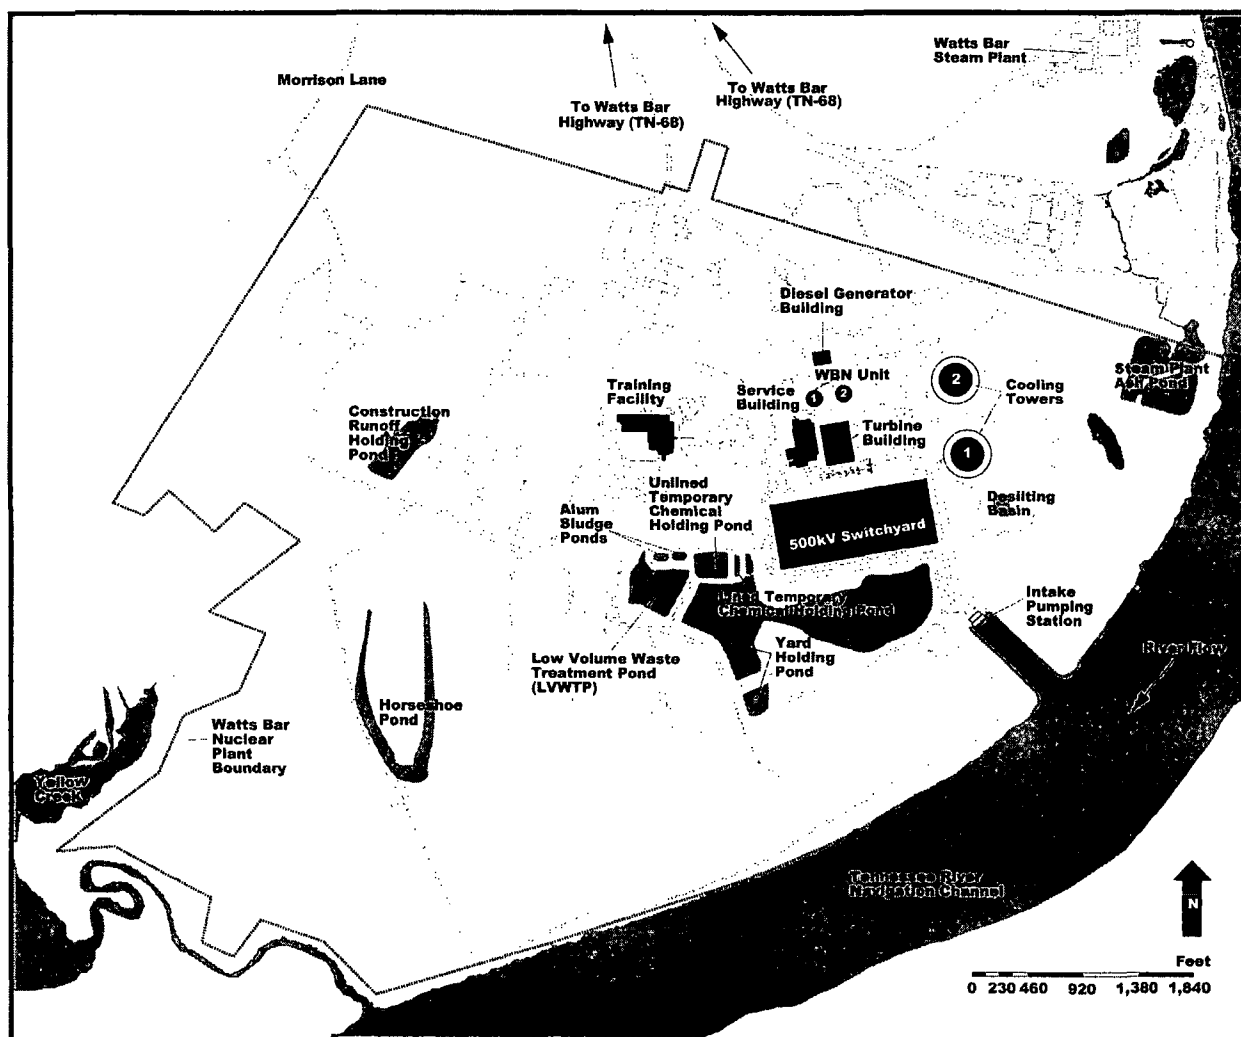 Watts Bar
Steam Plant
Morrison Lane
To Watts Bar
Highway (TN-68)
To Watts Bar
Highway (TN-68)
Diesel Generator
Building
WBN Unit
1
2
Service
Building
Turbine
Building
2
1
Cooling
Towers
Steam Plant
Ash Pond
Training
Facility
Construction
Runoff
Holding
Pond
Unlined
Temporary
Chemical
Holding Pond
Alum
Sludge
Ponds
500kV Switchyard
Desilting
Basin
Lined Temporary
Chemical Holding Pond
Intake
Pumping
Station
River Flow
Low Volume Waste
Treatment Pond
(LVWTP)
Yard
Holding
Pond
Horseshoe
Pond
Watts Bar
Nuclear
Plant
Boundary
Yellow
Creek
Tennessee River
Navigation Channel
N
Feet
0 230 460 920 1,380 1,840